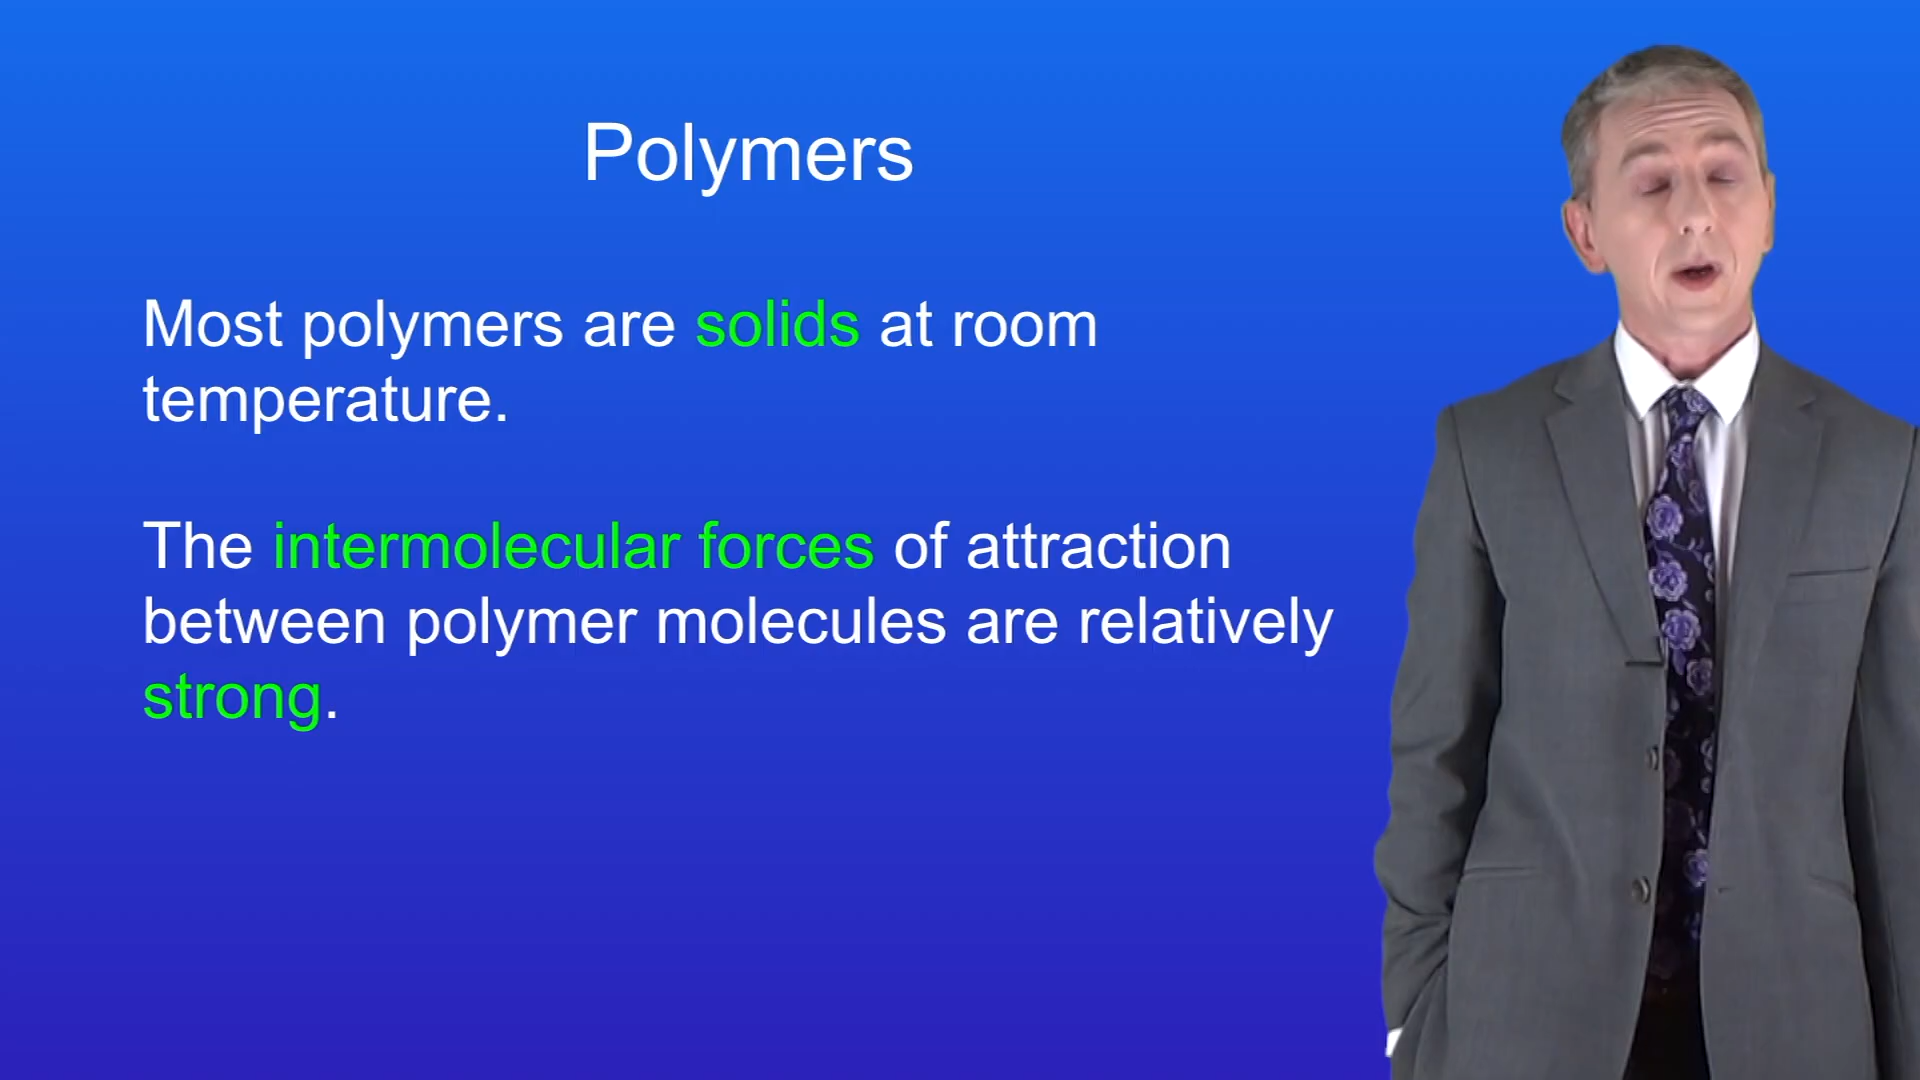 Polymers
Most polymers are solids at room
temperature.
The intermolecular forces of attraction
between polymer molecules are relatively
strong.